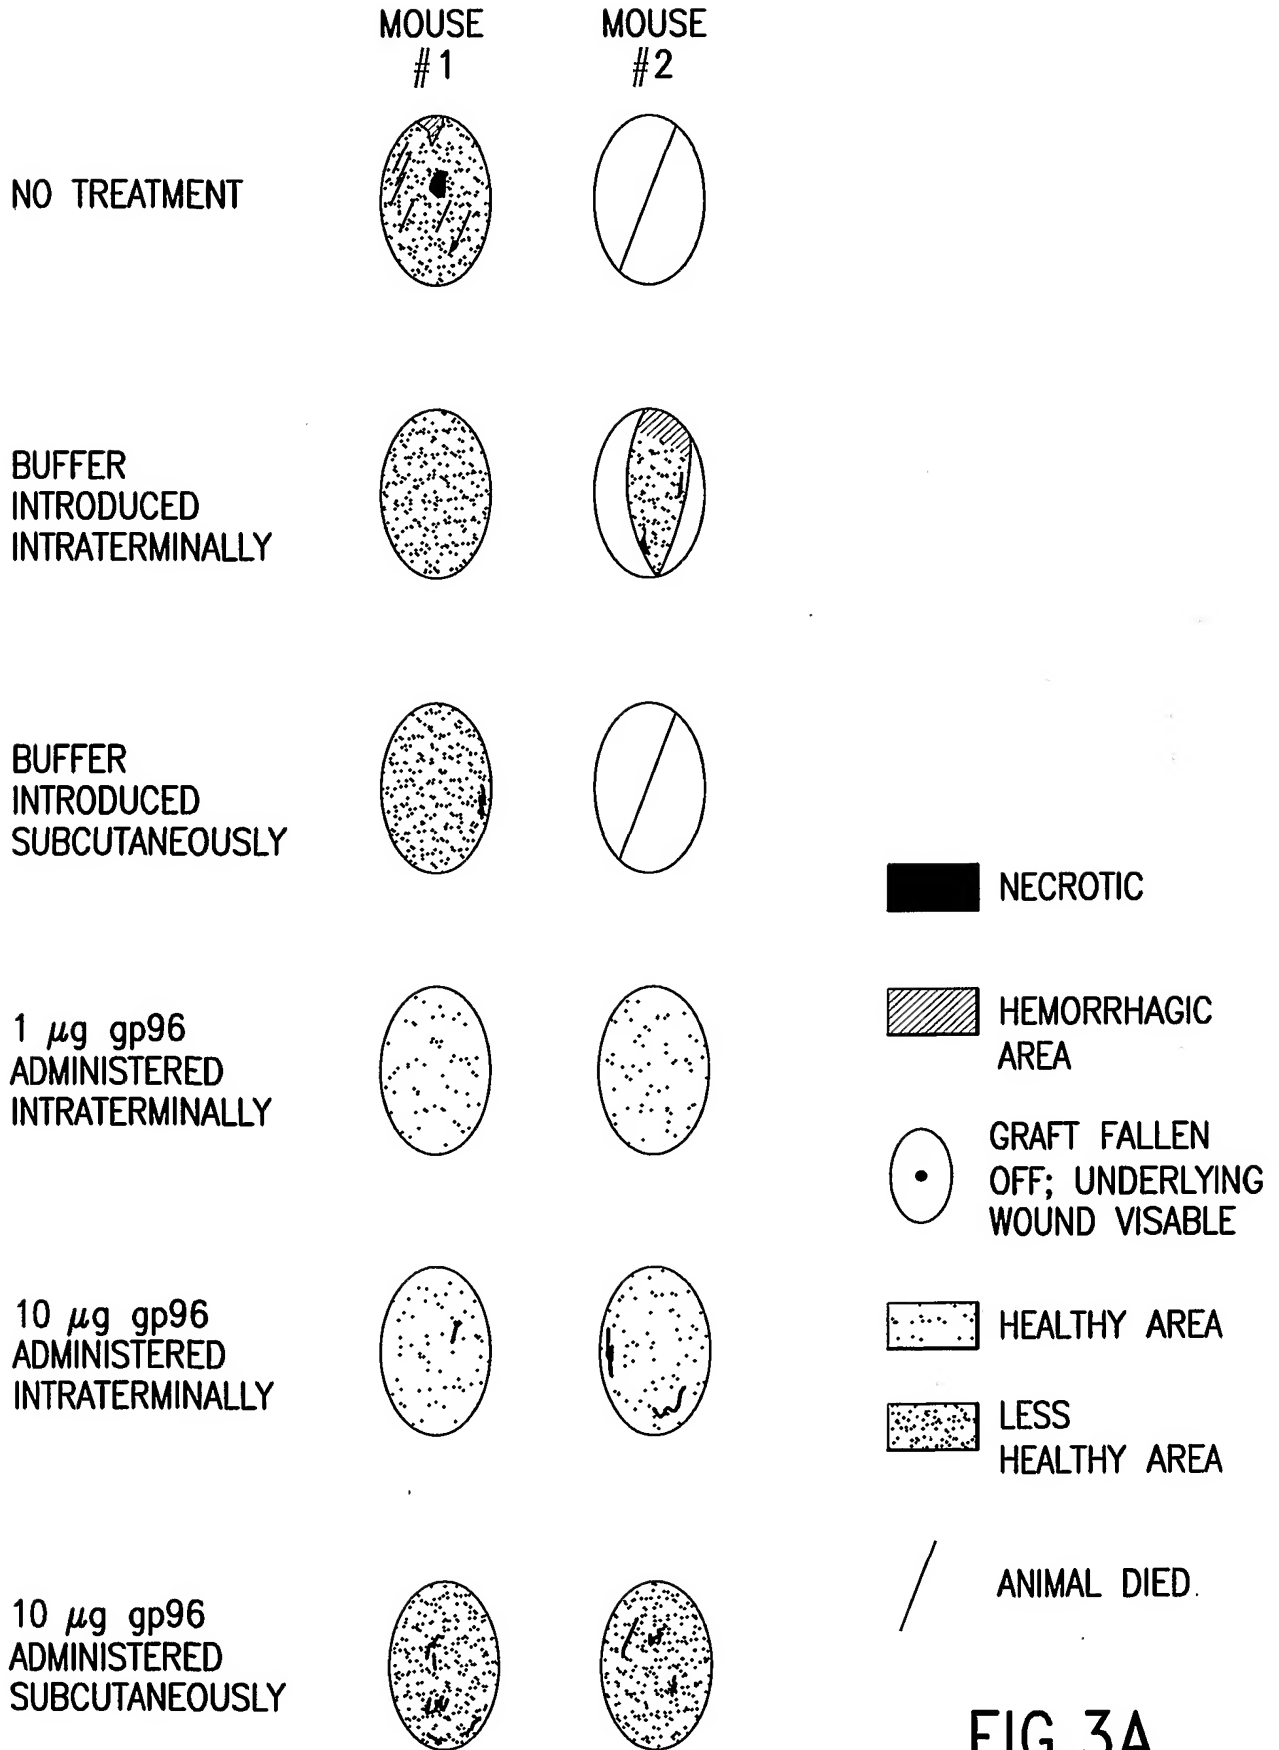 MOUSE
#1
MOUSE
#2
NO TREATMENT
BUFFER
INTRODUCED
INTRATERMINALLY
BUFFER
INTRODUCED
SUBCUTANEOUSLY
1 μg gp96
ADMINISTERED
INTRATERMINALLY
10 μg gp96
ADMINISTERED
INTRATERMINALLY
10 μg gp96
ADMINISTERED
SUBCUTANEOUSLY
NECROTIC
HEMORRHAGIC
AREA
GRAFT FALLEN
OFF; UNDERLYING
WOUND VISABLE
HEALTHY AREA
LESS
HEALTHY AREA
ANIMAL DIED.
FIG. 3A